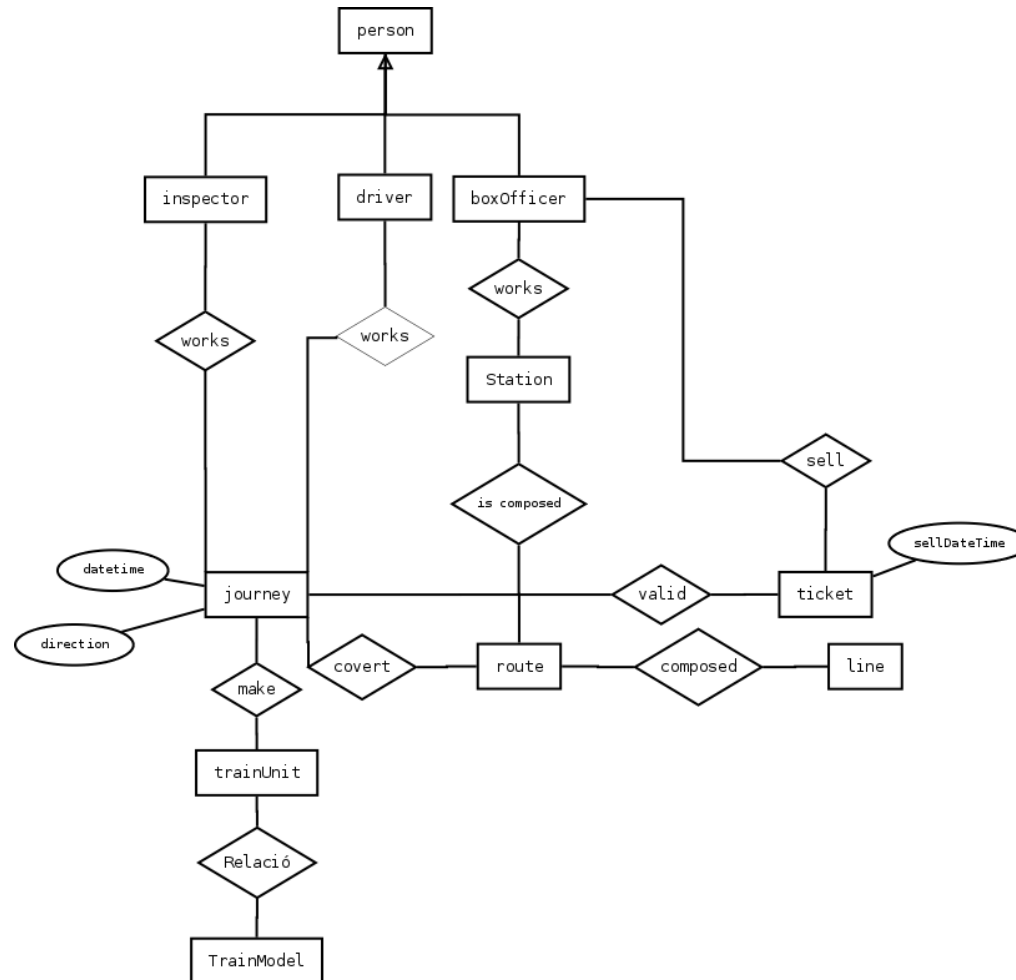 person
inspector
driver
boxOfficer
works
works
works
Station
sell
is composed
sellDateTime
datetime
journey
valid
ticket
direction
covert
route
composed
line
make
trainUnit
Relació
TrainModel